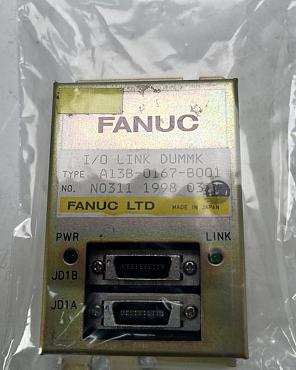 FANUC
I/O LINK DUMMK
TYPE A13B-0167-B001
NO. N0311 1998 03
FANUC LTD MADE IN JAPAN
PWR LINK
JD1B
JD1A